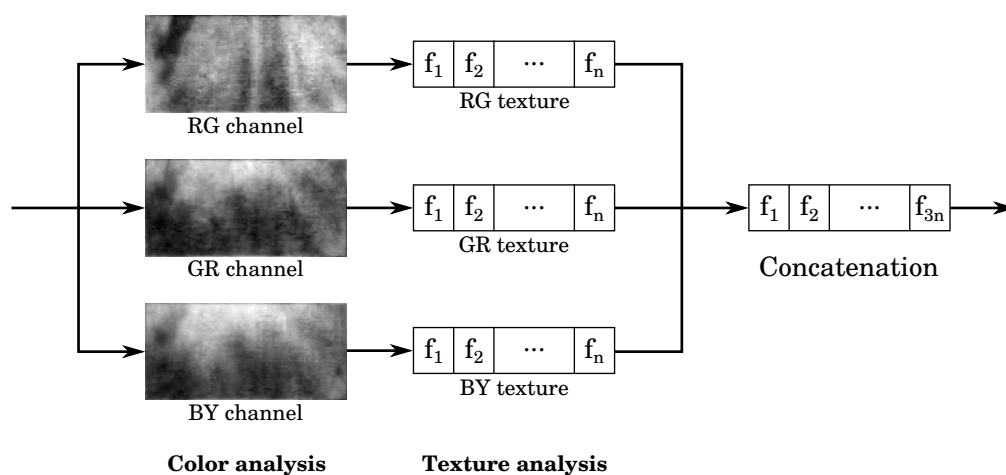 f₁ f₂ ... fₙ
RG channel
RG texture
f₁ f₂ ... fₙ
f₁ f₂ ... f₃ₙ
GR channel
GR texture
Concatenation
f₁ f₂ ... fₙ
BY channel
BY texture
Color analysis
Texture analysis